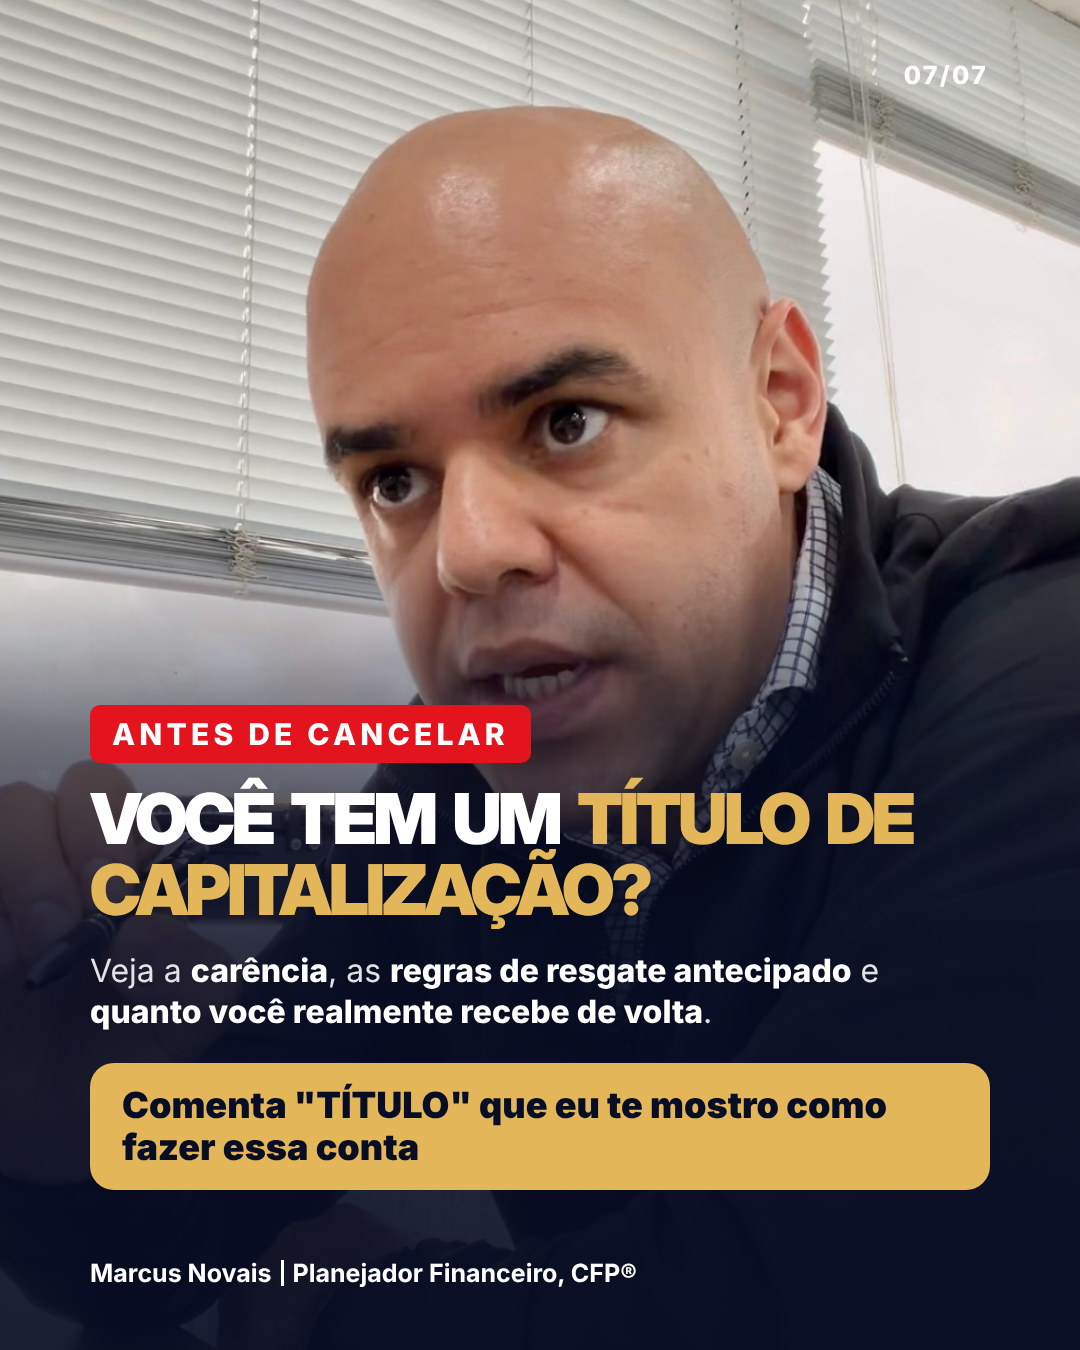 07/07
ANTES DE CANCELAR
VOCÊ TEM UM TÍTULO DE
CAPITALIZAÇÃO?
Veja a carência, as regras de resgate antecipado e
quanto você realmente recebe de volta.
Comenta "TÍTULO" que eu te mostro como
fazer essa conta
Marcus Novais | Planejador Financeiro, CFP®